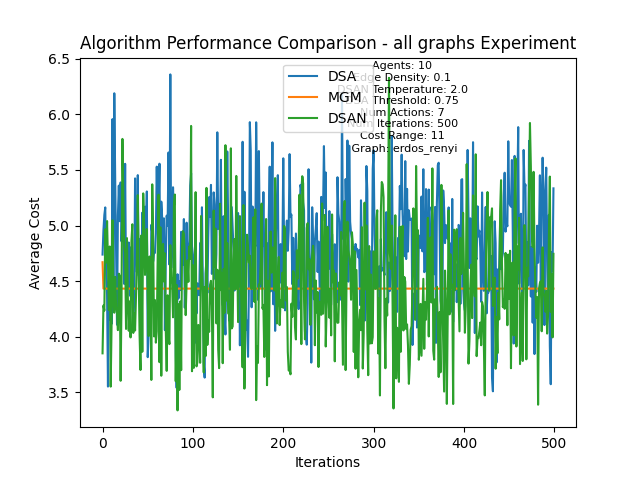 Algorithm Performance Comparison - all graphs Experiment
Average Cost
6.5
6.0
5.5
5.0
4.5
4.0
3.5
DSA
MGM
DSAN
Agents: 10
Edge Density: 0.1
DSAN Temperature: 2.0
Threshold: 0.75
Num Actions: 7
Iterations: 500
Cost Range: 11
Graph: erdos_renyi
0
100
200
300
400
500
Iterations